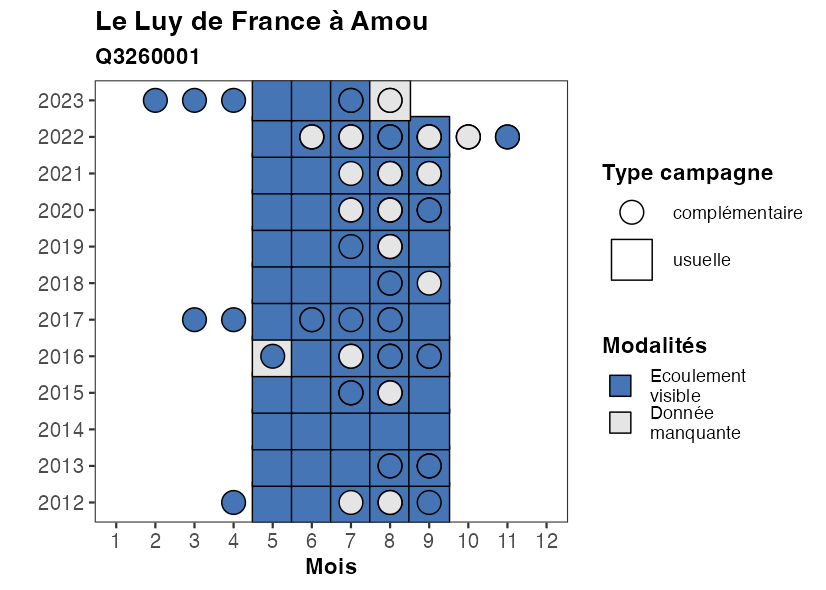 Le Luy de France à Amou
Q3260001
2023
2022
2021
2020
2019
2018
2017
2016
2015
2014
2013
2012
1 2 3 4 5 6 7 8 9 10 11 12
Mois
Type campagne
complémentaire
usuelle
Modalités
Ecoulement
visible
Donnée
manquante